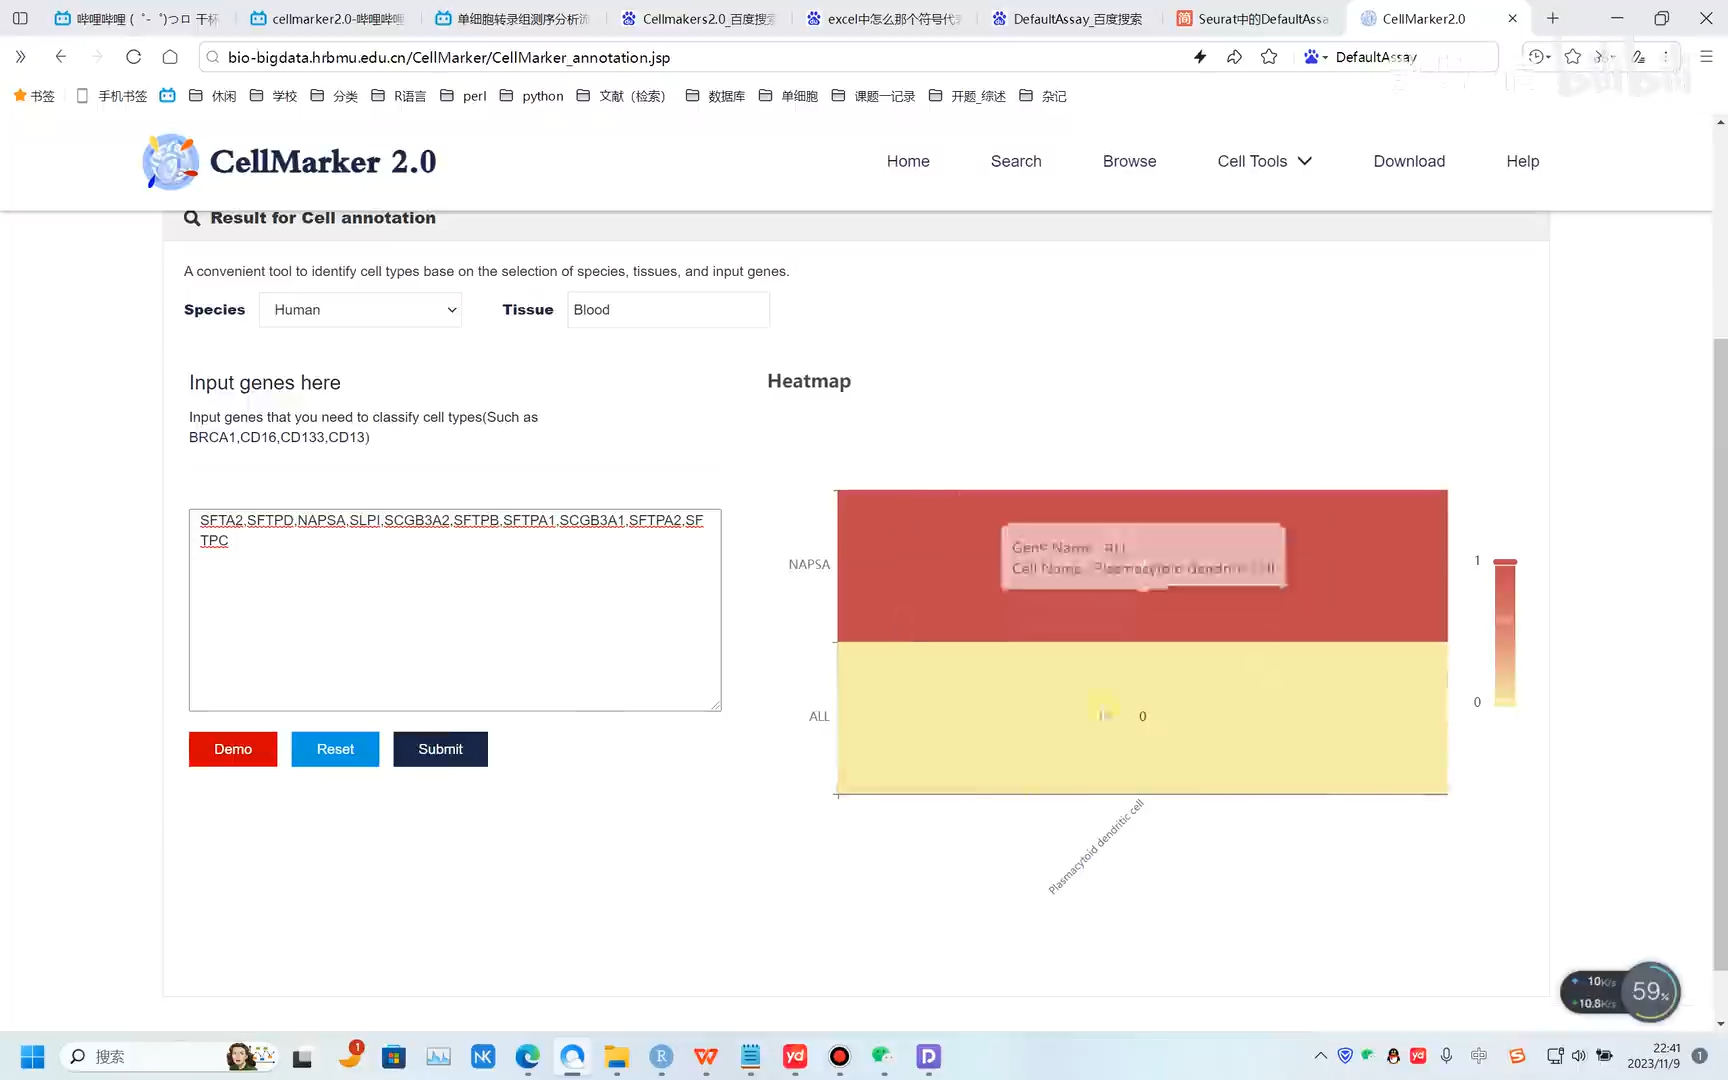 哔哩哔哩 ( ゜- ゜)つロ 干杯
cellmarker2.0-哔哩哔哩
单细胞转录组测序分析流
Cellmakers2.0_百度搜索
excel中怎么那个符号代表
DefaultAssay_百度搜索
Seurat中的DefaultAssa
CellMarker2.0
bio-bigdata.hrbmu.edu.cn/CellMarker/CellMarker_annotation.jsp
DefaultAssay
书签 手机书签 休闲 学校 分类 R语言 perl python 文献（检索） 数据库 单细胞 课题一记录 开题_综述 杂记
CellMarker 2.0
Home Search Browse Cell Tools Download Help
Result for Cell annotation
A convenient tool to identify cell types base on the selection of species, tissues, and input genes.
Species Human Tissue Blood
Input genes here
Input genes that you need to classify cell types(Such as
BRCA1,CD16,CD133,CD13)
SFTA2,SFTPD,NAPSA,SLPI,SCGB3A2,SFTPB,SFTPA1,SCGB3A1,SFTPA2,SF
TPC
Demo Reset Submit
Heatmap
NAPSA
Gene Name
Cell Name Plasmacytoid dendritic cell
ALL
0
1
0
Plasmacytoid dendritic cell
10K/s
10.8K/s
59%
搜索
1
NK
R
yd
D
yd
中
22:41
2023/11/9
1